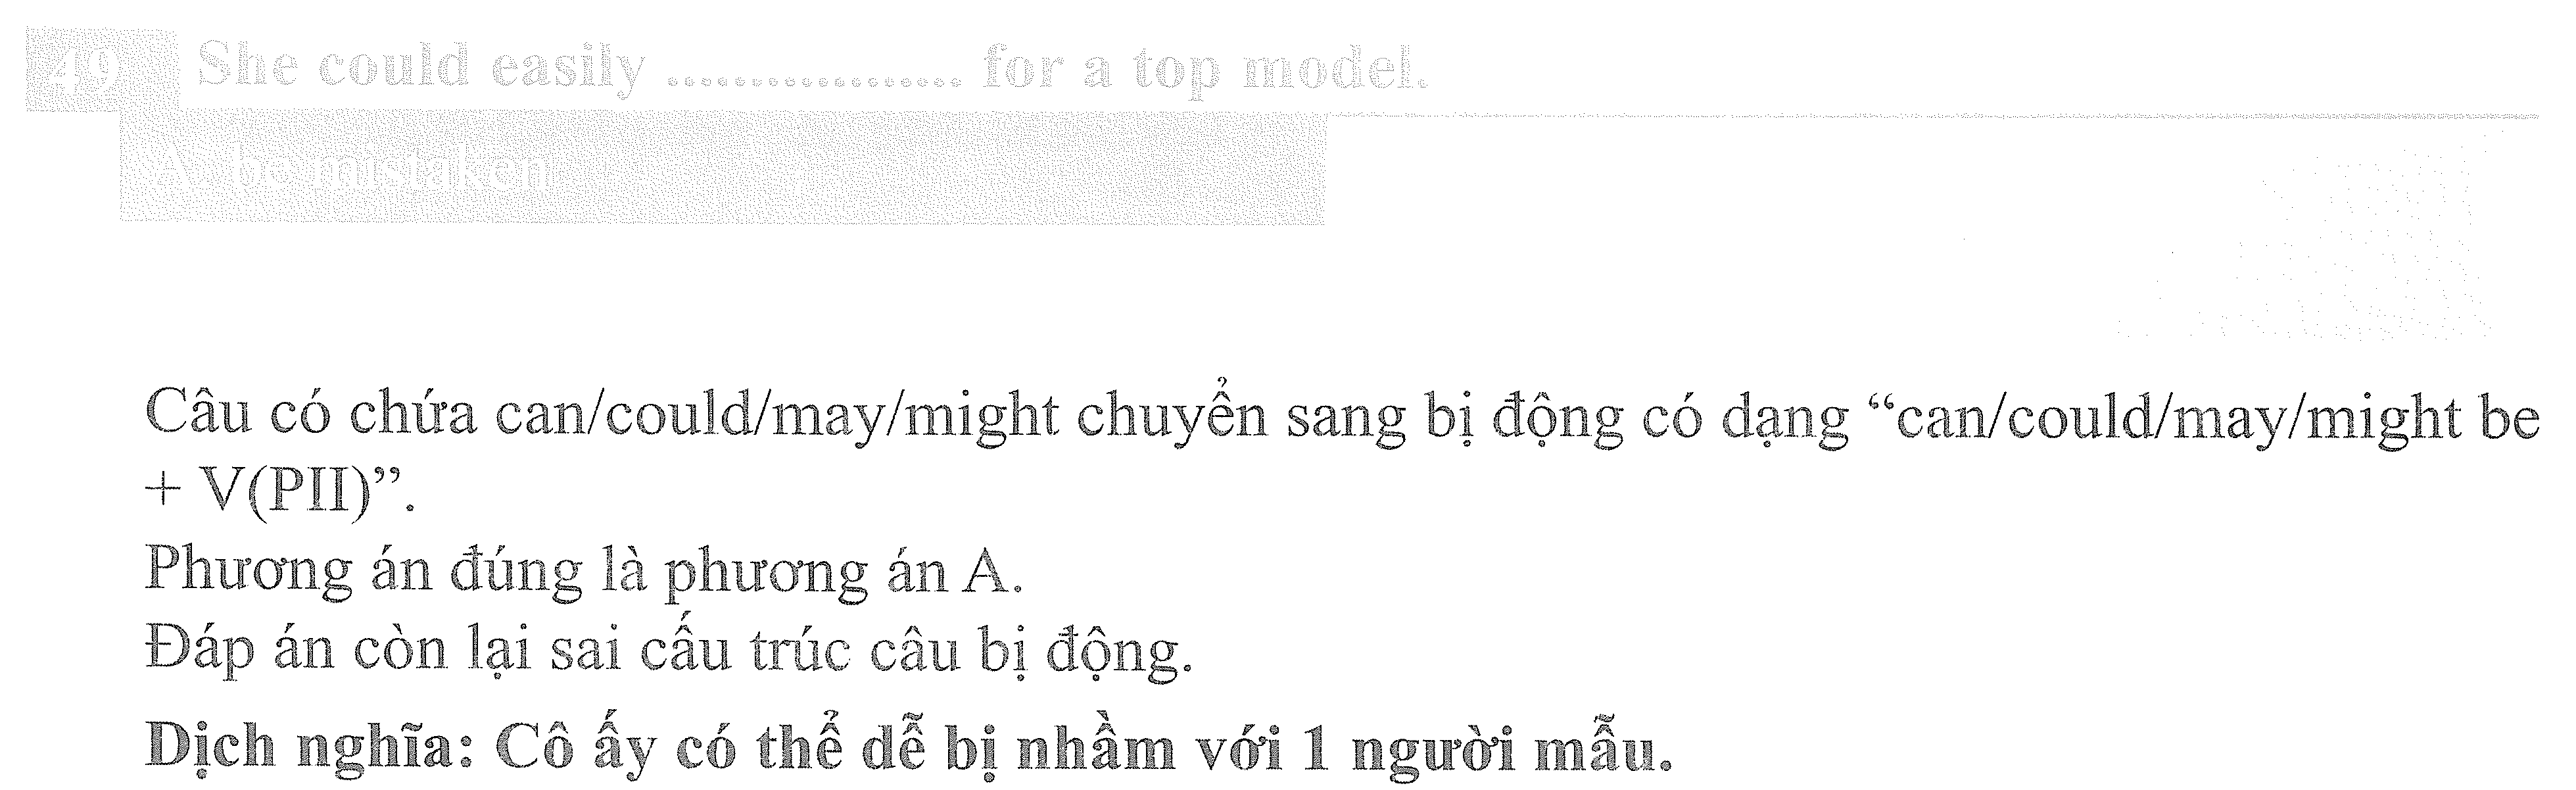 49 She could easily .................. for a top model.
A. be mistaken
Câu có chứa can/could/may/might chuyển sang bị động có dạng “can/could/may/might be
+ V(PII)”.
Phương án đúng là phương án A.
Đáp án còn lại sai cấu trúc câu bị động.
Dịch nghĩa: Cô ấy có thể dễ bị nhầm với 1 người mẫu.